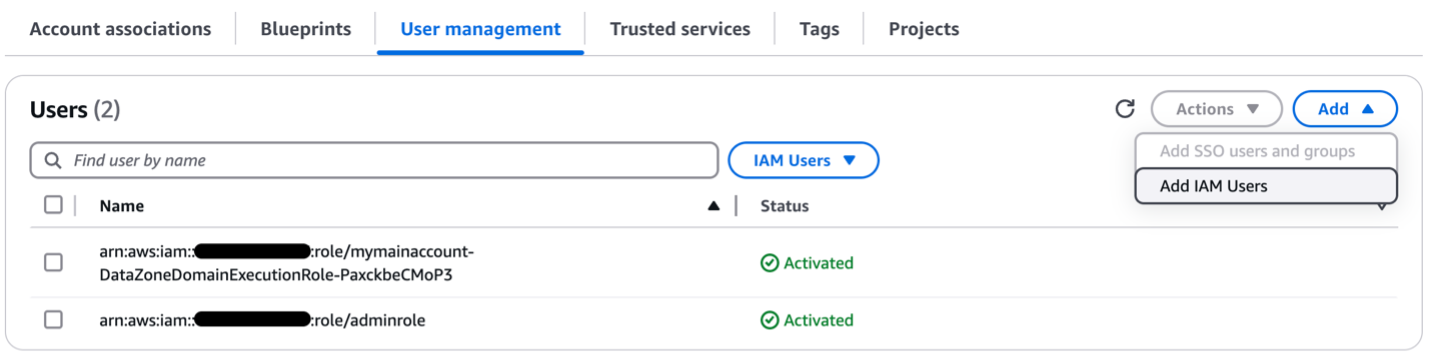 Account associations
Blueprints
User management
Trusted services
Tags
Projects
Users (2)
Actions
Add
Find user by name
IAM Users
Add SSO users and groups
Add IAM Users
Name
Status
arn:aws:iam:: :role/mymainaccount-
DataZoneDomainExecutionRole-PaxckbeCMoP3
Activated
arn:aws:iam:: :role/adminrole
Activated